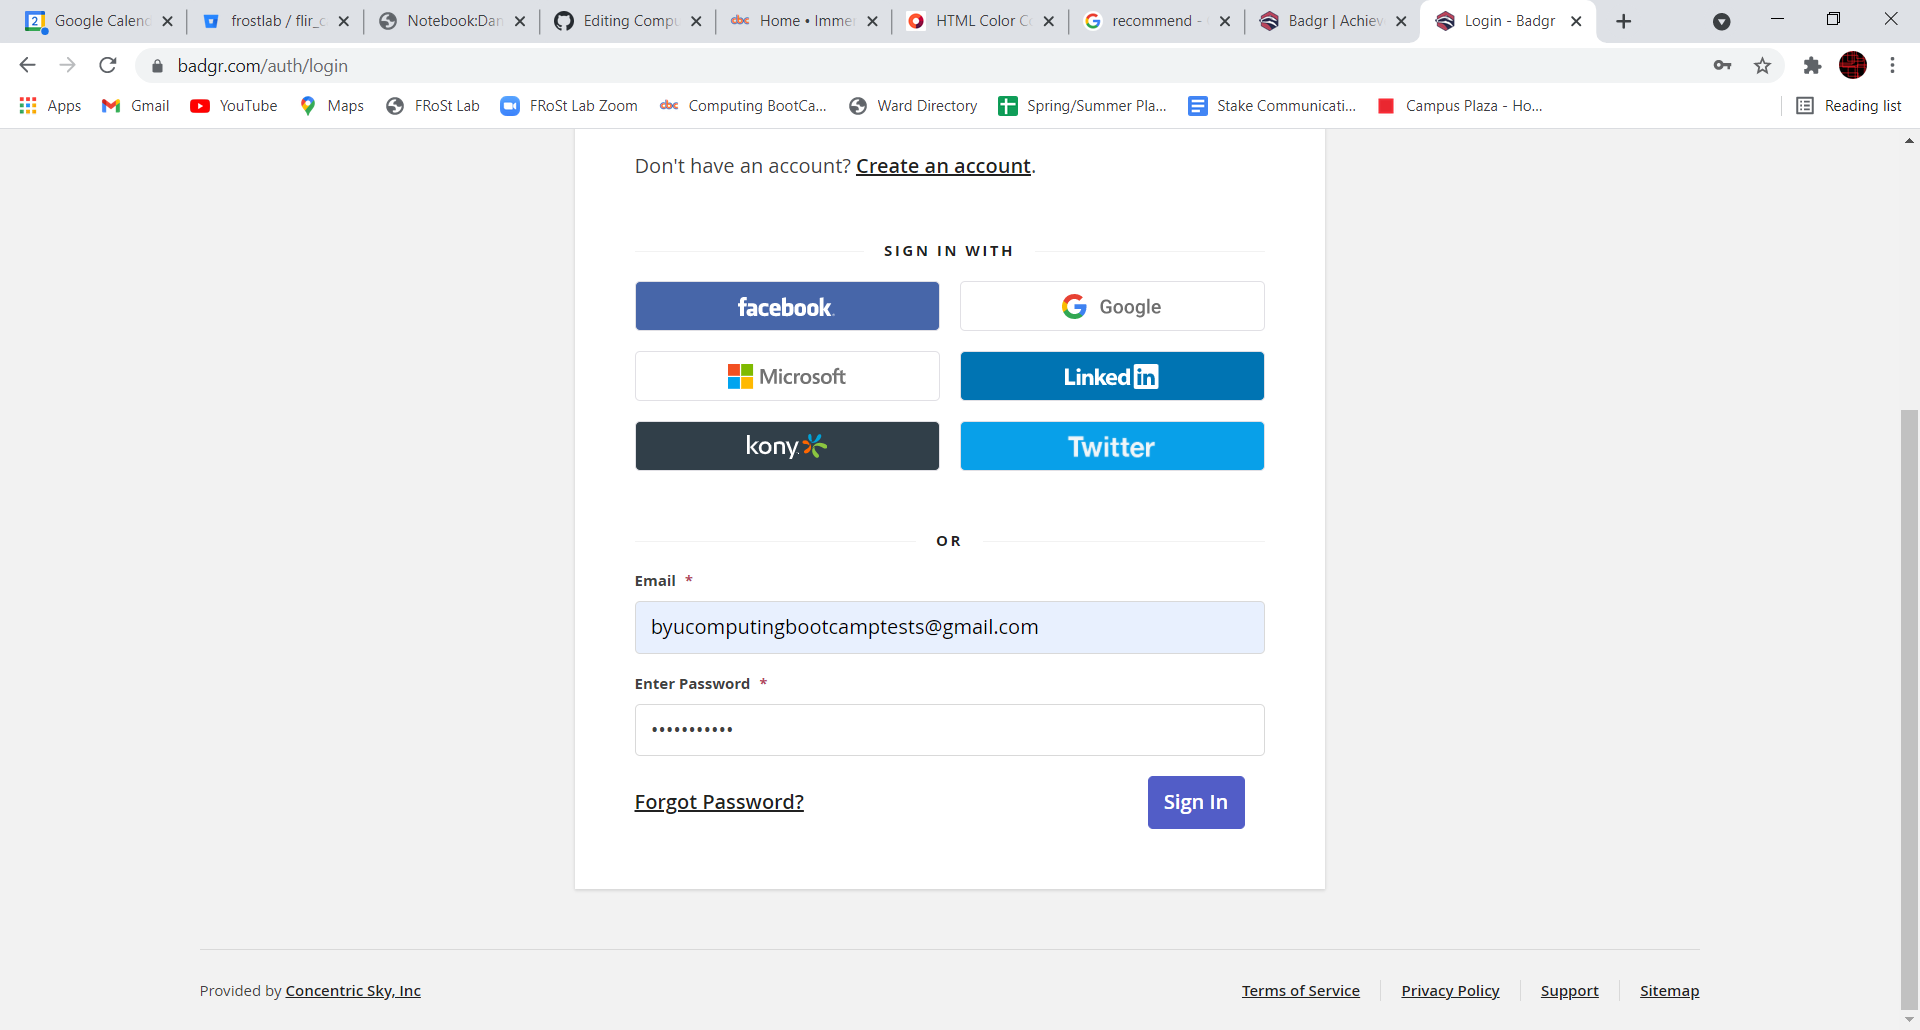 Google Calend
frostlab / flir_c
Notebook:Dan
Editing Compu
Home • Immer
HTML Color Co
recommend -
Badgr | Achiev
Login - Badgr
badgr.com/auth/login
Apps
Gmail
YouTube
Maps
FRoSt Lab
FRoSt Lab Zoom
Computing BootCa...
Ward Directory
Spring/Summer Pla...
Stake Communicati...
Campus Plaza - Ho...
Reading list
Don't have an account? Create an account.
SIGN IN WITH
facebook
Google
Microsoft
Linked in
kony
Twitter
OR
Email *
byucomputingbootcamptests@gmail.com
Enter Password *
•••••••••••
Forgot Password?
Sign In
Provided by Concentric Sky, Inc
Terms of Service
Privacy Policy
Support
Sitemap